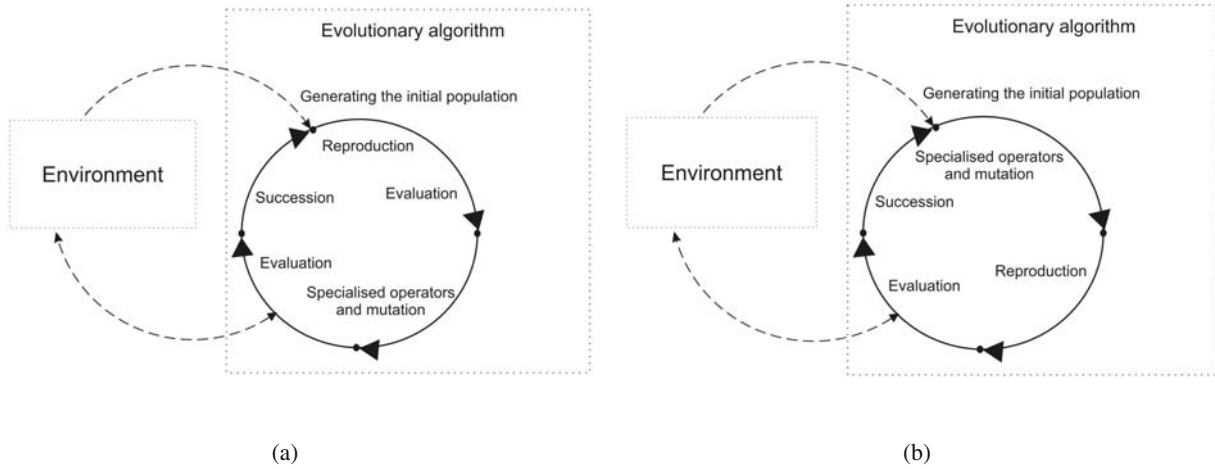 Evolutionary algorithm
Generating the initial population
Reproduction
Environment
Evaluation
Succession
Evaluation
Specialised operators
and mutation
(a)
Evolutionary algorithm
Generating the initial population
Specialised operators
and mutation
Environment
Succession
Reproduction
Evaluation
(b)